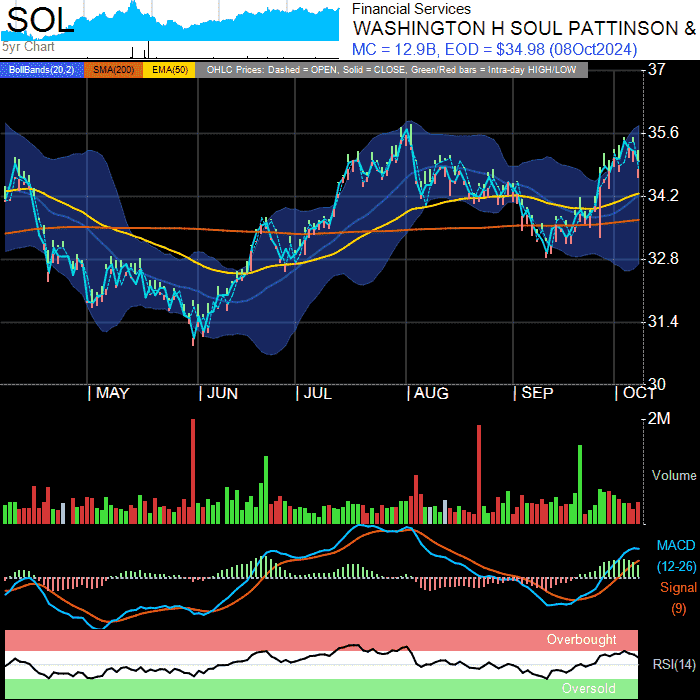 SOL
5yr Chart
Financial Services
WASHINGTON H SOUL PATTINSON &
MC = 12.9B, EOD = $34.98 (08Oct2024)
BollBands(20,2) SMA(200) EMA(50) OHLC Prices: Dashed = OPEN, Solid = CLOSE, Green/Red bars = Intra-day HIGH/LOW
37
35.6
34.2
32.8
31.4
30
| MAY | JUN | JUL | AUG | SEP | OCT
2M
Volume
MACD
(12-26)
Signal
(9)
Overbought
RSI(14)
Oversold